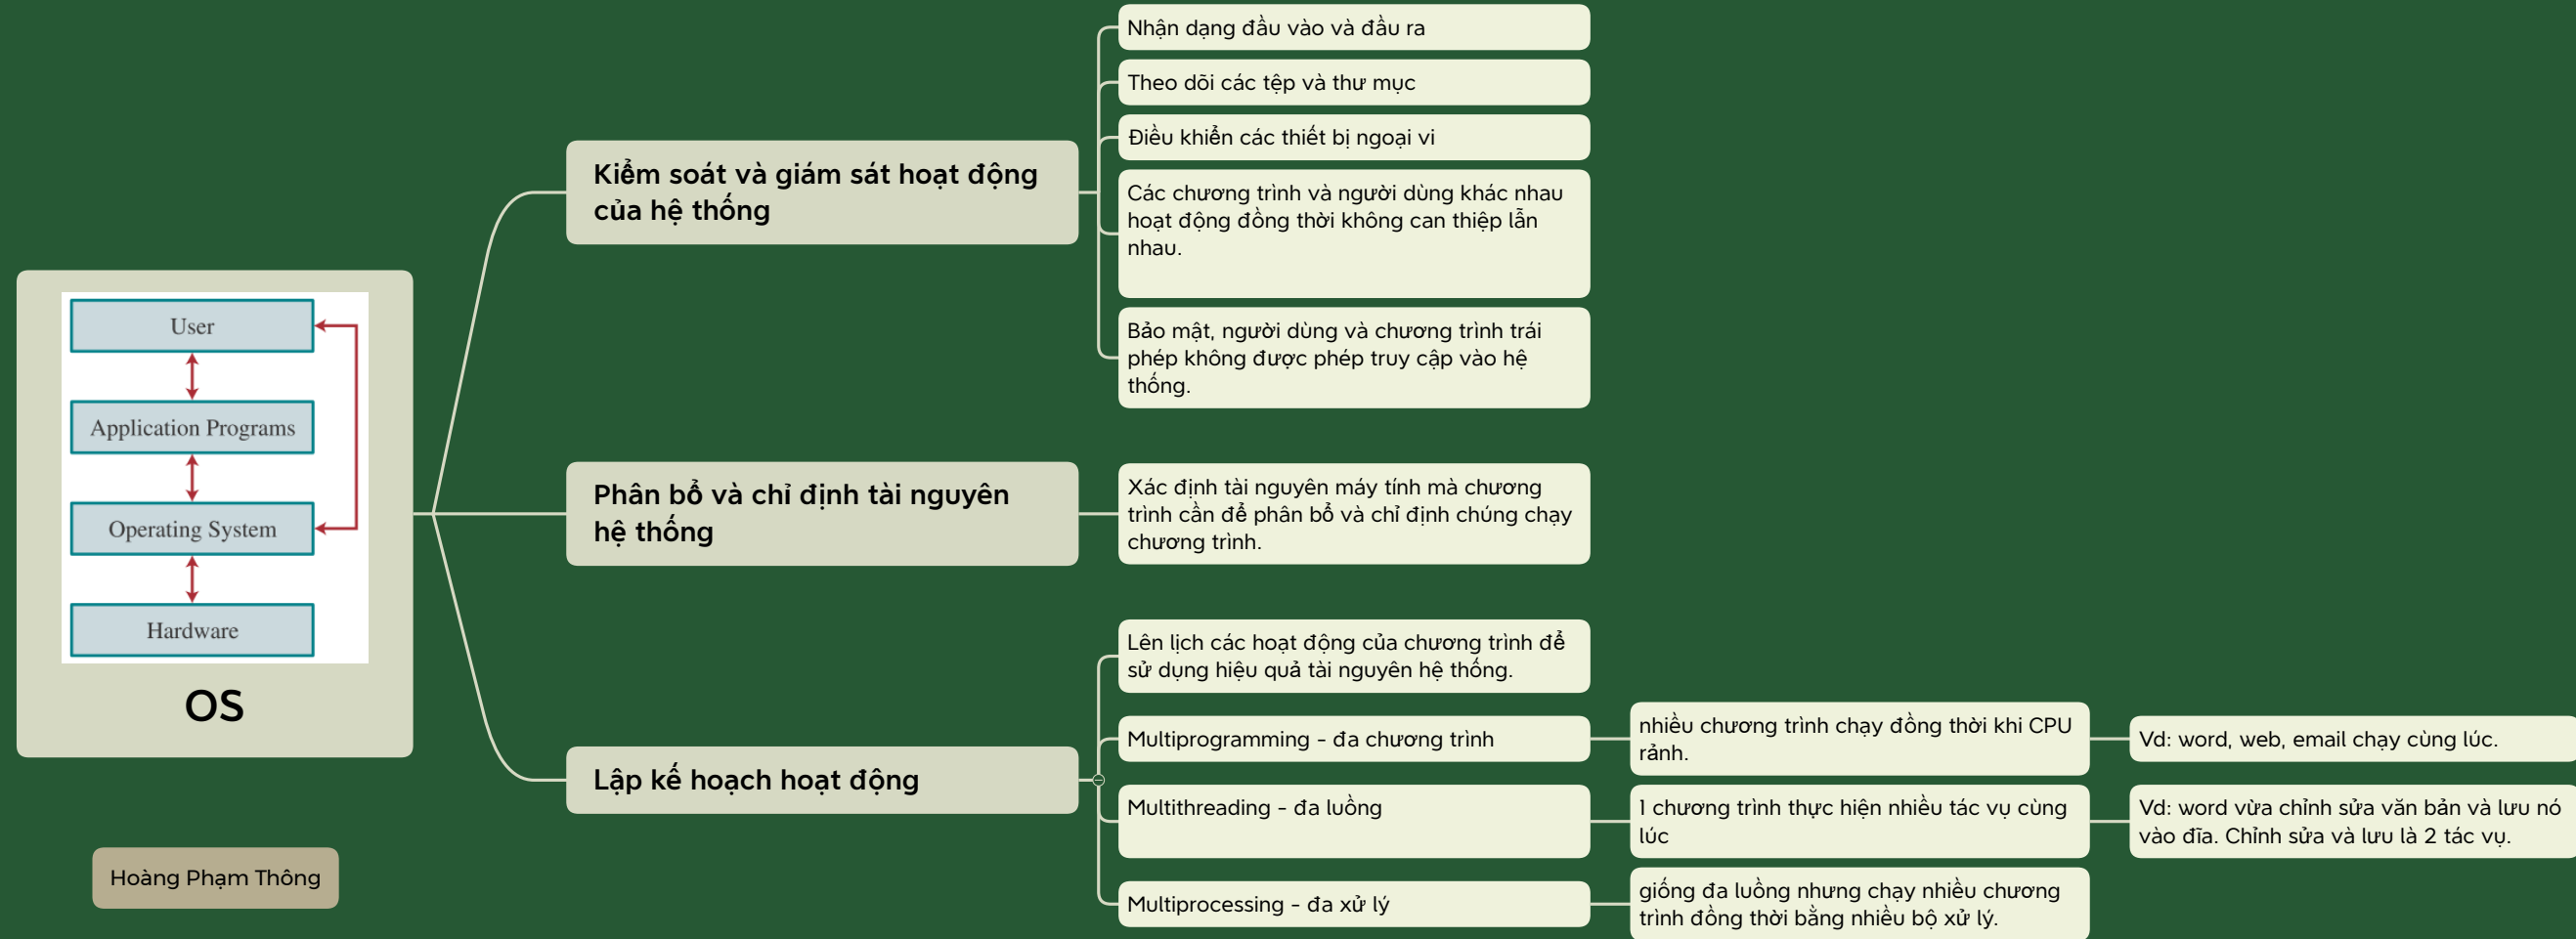 User
Application Programs
Operating System
Hardware
OS
Hoàng Phạm Thông
Kiểm soát và giám sát hoạt động
của hệ thống
Nhận dạng đầu vào và đầu ra
Theo dõi các tệp và thư mục
Điều khiển các thiết bị ngoại vi
Các chương trình và người dùng khác nhau
hoạt động đồng thời không can thiệp lẫn
nhau.
Bảo mật, người dùng và chương trình trái
phép không được phép truy cập vào hệ
thống.
Phân bổ và chỉ định tài nguyên
hệ thống
Xác định tài nguyên máy tính mà chương
trình cần để phân bổ và chỉ định chúng chạy
chương trình.
Lập kế hoạch hoạt động
Lên lịch các hoạt động của chương trình để
sử dụng hiệu quả tài nguyên hệ thống.
Multiprogramming - đa chương trình
nhiều chương trình chạy đồng thời khi CPU
rảnh.
Vd: word, web, email chạy cùng lúc.
Multithreading - đa luồng
1 chương trình thực hiện nhiều tác vụ cùng
lúc
Vd: word vừa chỉnh sửa văn bản và lưu nó
vào đĩa. Chỉnh sửa và lưu là 2 tác vụ.
Multiprocessing - đa xử lý
giống đa luồng nhưng chạy nhiều chương
trình đồng thời bằng nhiều bộ xử lý.